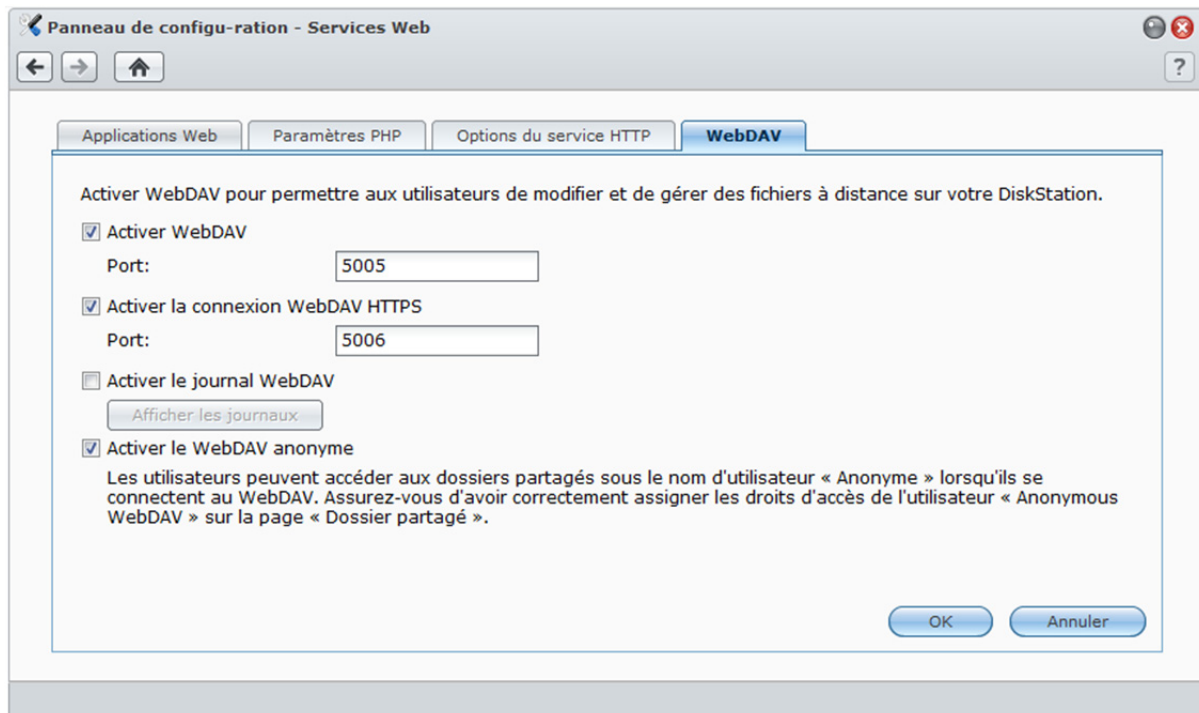 Panneau de configu-ration - Services Web
?
Applications Web
Paramètres PHP
Options du service HTTP
WebDAV
Activer WebDAV pour permettre aux utilisateurs de modifier et de gérer des fichiers à distance sur votre DiskStation.
Activer WebDAV
Port: 5005
Activer la connexion WebDAV HTTPS
Port: 5006
Activer le journal WebDAV
Afficher les journaux
Activer le WebDAV anonyme
Les utilisateurs peuvent accéder aux dossiers partagés sous le nom d'utilisateur « Anonyme » lorsqu'ils se
connectent au WebDAV. Assurez-vous d'avoir correctement assigner les droits d'accès de l'utilisateur « Anonymous
WebDAV » sur la page « Dossier partagé ».
OK
Annuler